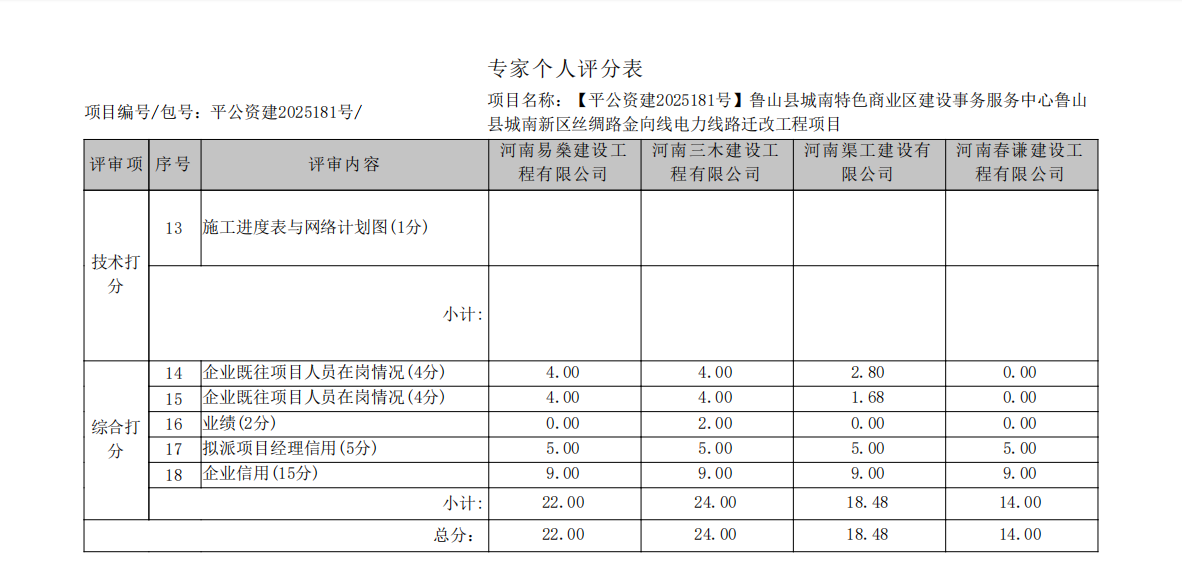 专家个人评分表
项目编号/包号：平公资建2025181号/
项目名称：【平公资建2025181号】鲁山县城南特色商业区建设事务服务中心鲁山
县城南新区丝绸路金向线电力线路迁改工程项目
评审项 序号 评审内容 河南易燊建设工程有限公司 河南三木建设工程有限公司 河南渠工建设有限公司 河南春谦建设工程有限公司
技术打分
13 施工进度表与网络计划图(1分)
小计:
综合打分
14 企业既往项目人员在岗情况(4分) 4.00 4.00 2.80 0.00
15 企业既往项目人员在岗情况(4分) 4.00 4.00 1.68 0.00
16 业绩(2分) 0.00 2.00 0.00 0.00
17 拟派项目经理信用(5分) 5.00 5.00 5.00 5.00
18 企业信用(15分) 9.00 9.00 9.00 9.00
小计: 22.00 24.00 18.48 14.00
总分： 22.00 24.00 18.48 14.00